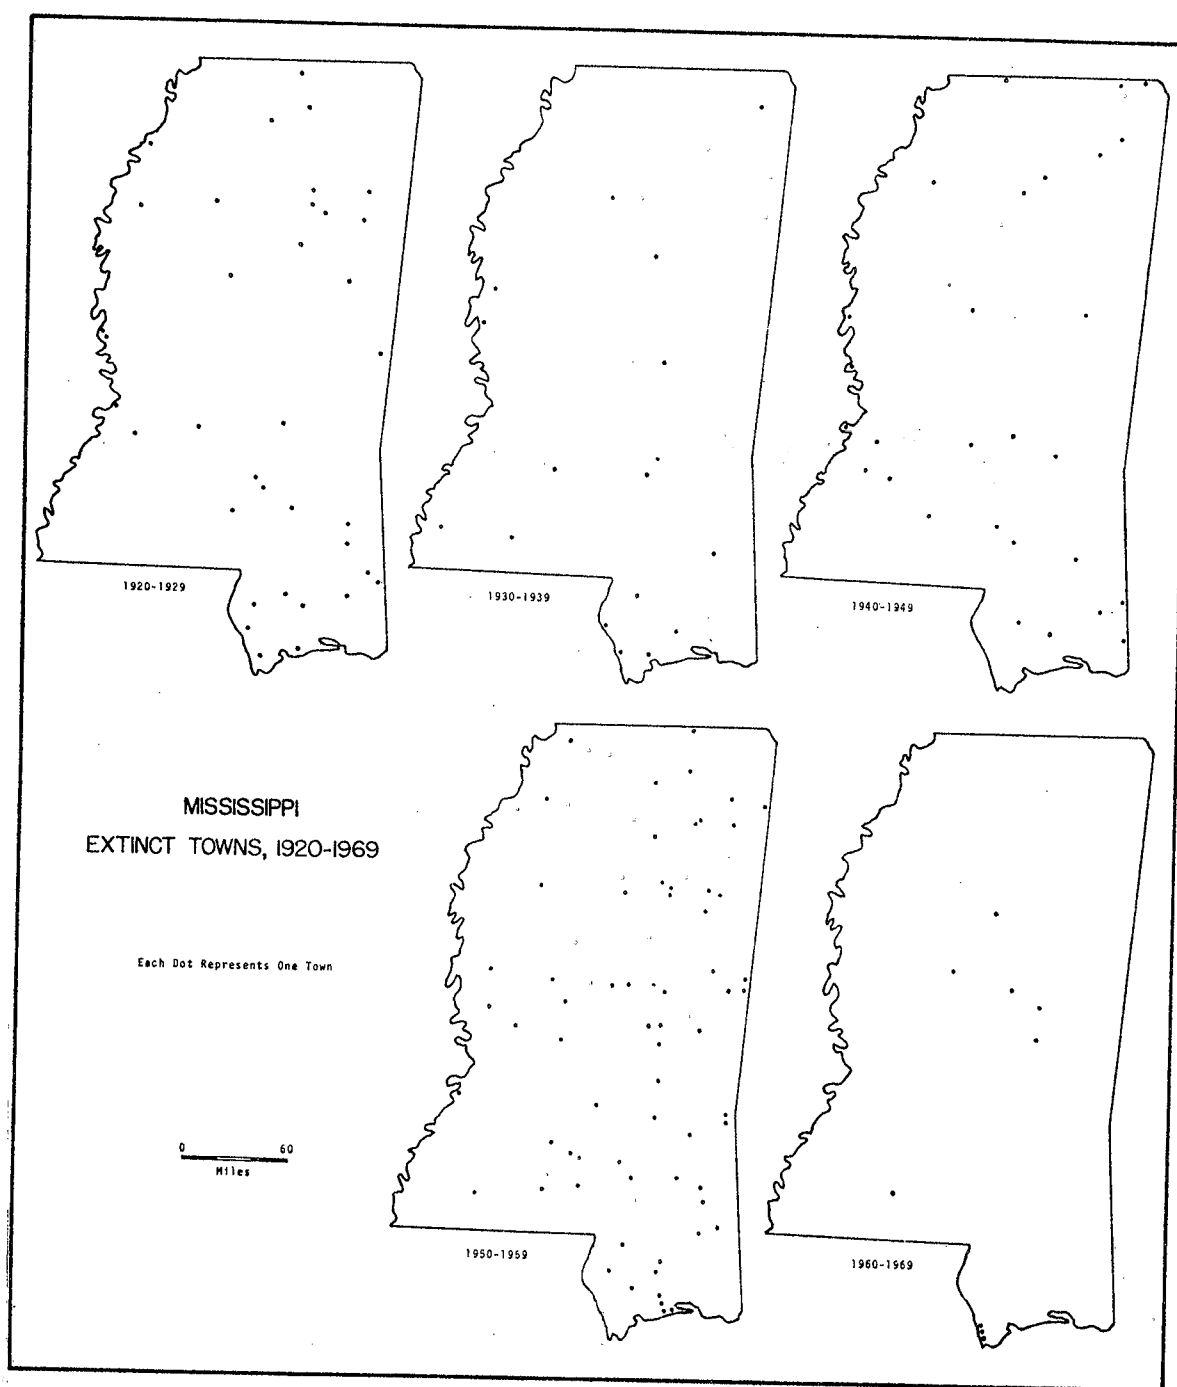 1920-1929
1930-1939
1940-1949
MISSISSIPPI
EXTINCT TOWNS, 1920-1969
Each Dot Represents One Town
0 60
Miles
1950-1959
1960-1969